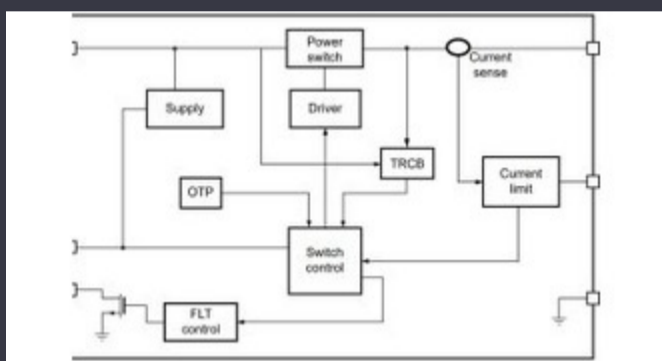 Power
switch
Current
sense
Supply
Driver
TRCB
Current
limit
OTP
Switch
control
FLT
control